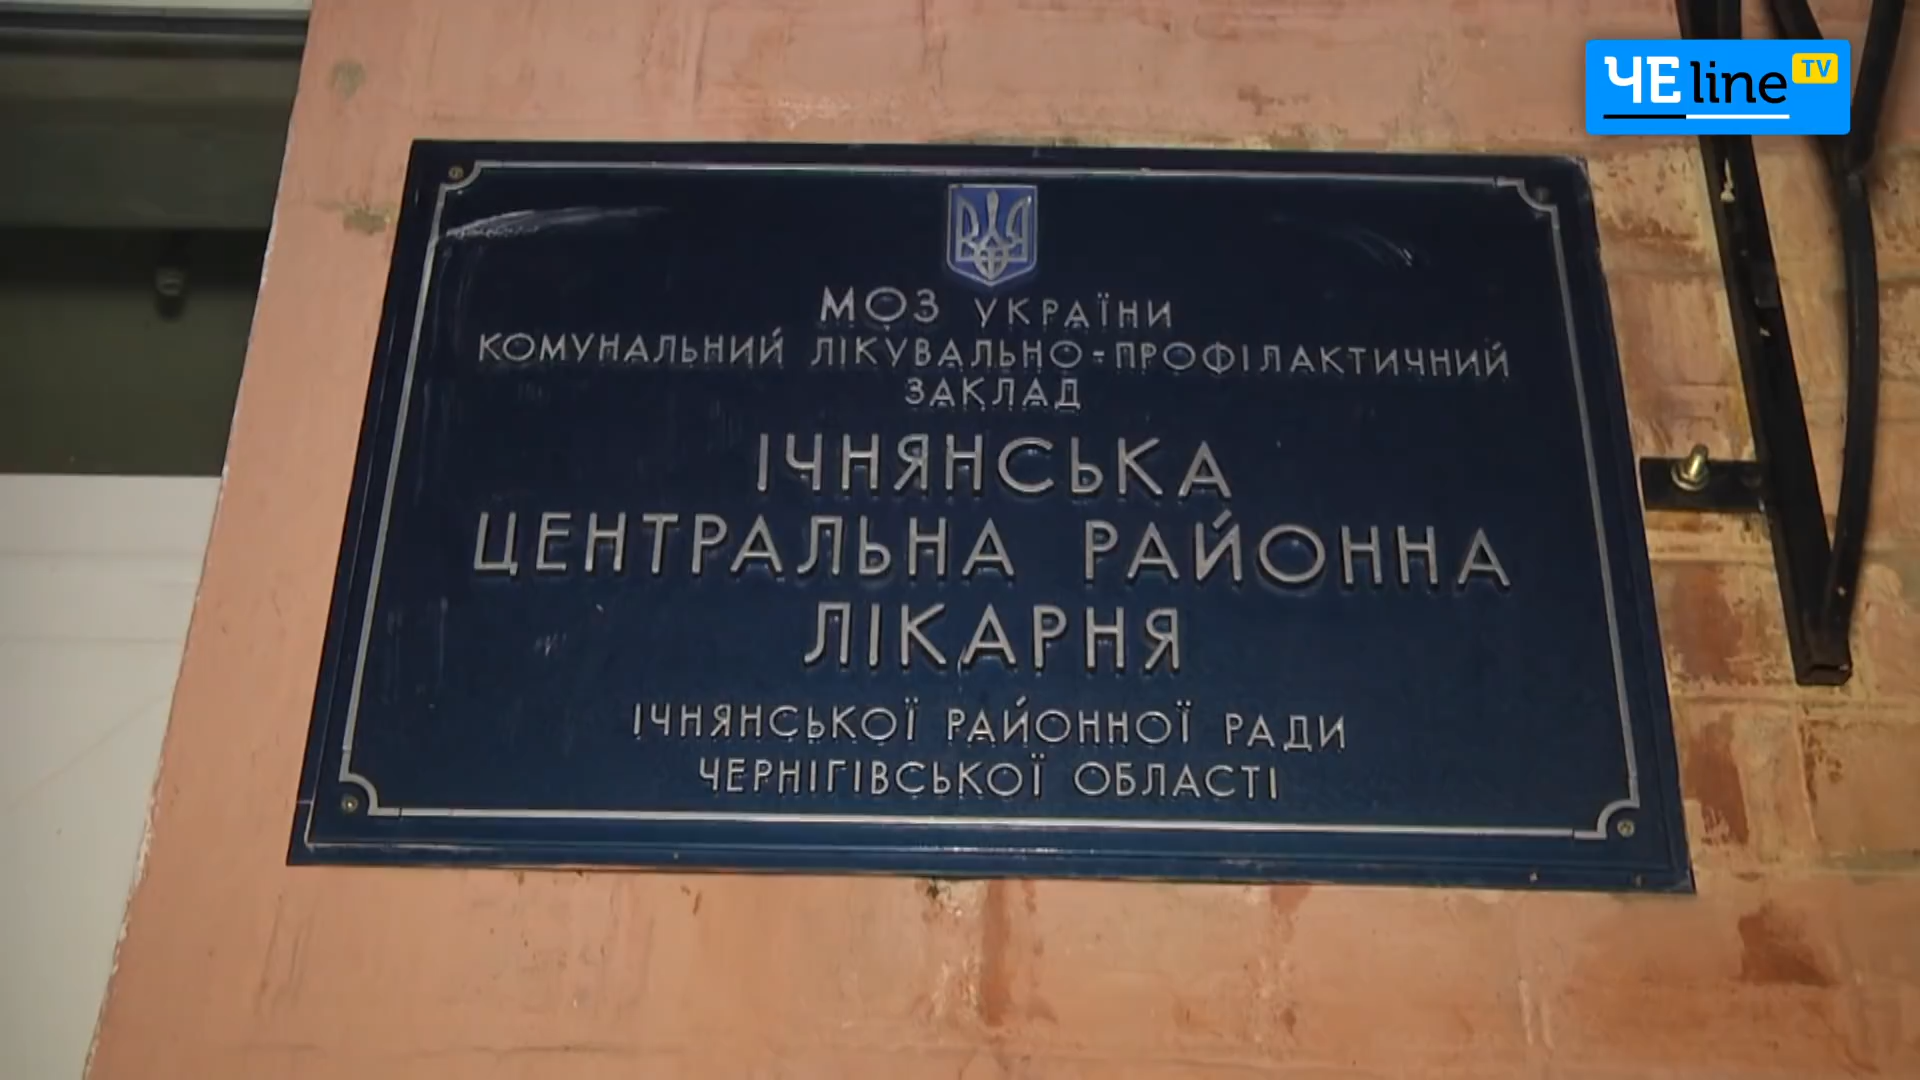 ЧЕline TV
МОЗ УКРАЇНИ
КОМУНАЛЬНИЙ ЛІКУВАЛЬНО-ПРОФІЛАКТИЧНИЙ
ЗАКЛАД
ІЧНЯНСЬКА
ЦЕНТРАЛЬНА РАЙОННА
ЛІКАРНЯ
ІЧНЯНСЬКОЇ РАЙОННОЇ РАДИ
ЧЕРНІГІВСЬКОЇ ОБЛАСТІ